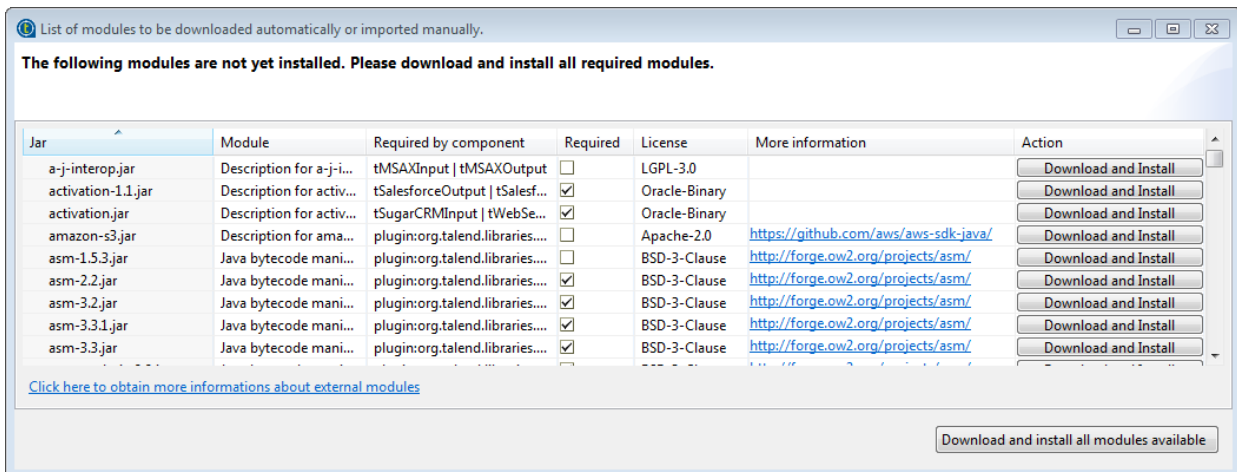 List of modules to be downloaded automatically or imported manually.
The following modules are not yet installed. Please download and install all required modules.
Jar Module Required by component Required License More information Action
a-j-interop.jar Description for a-j-i... tMSAXInput | tMSAXOutput LGPL-3.0 Download and Install
activation-1.1.jar Description for activ... tSalesforceOutput | tSalesf... Oracle-Binary Download and Install
activation.jar Description for activ... tSugarCRMInput | tWebSe... Oracle-Binary Download and Install
amazon-s3.jar Description for ama... plugin:org.talend.libraries.... Apache-2.0 https://github.com/aws/aws-sdk-java/ Download and Install
asm-1.5.3.jar Java bytecode mani... plugin:org.talend.libraries.... BSD-3-Clause http://forge.ow2.org/projects/asm/ Download and Install
asm-2.2.jar Java bytecode mani... plugin:org.talend.libraries.... BSD-3-Clause http://forge.ow2.org/projects/asm/ Download and Install
asm-3.2.jar Java bytecode mani... plugin:org.talend.libraries.... BSD-3-Clause http://forge.ow2.org/projects/asm/ Download and Install
asm-3.3.1.jar Java bytecode mani... plugin:org.talend.libraries.... BSD-3-Clause http://forge.ow2.org/projects/asm/ Download and Install
asm-3.3.jar Java bytecode mani... plugin:org.talend.libraries.... BSD-3-Clause http://forge.ow2.org/projects/asm/ Download and Install
Click here to obtain more informations about external modules
Download and install all modules available